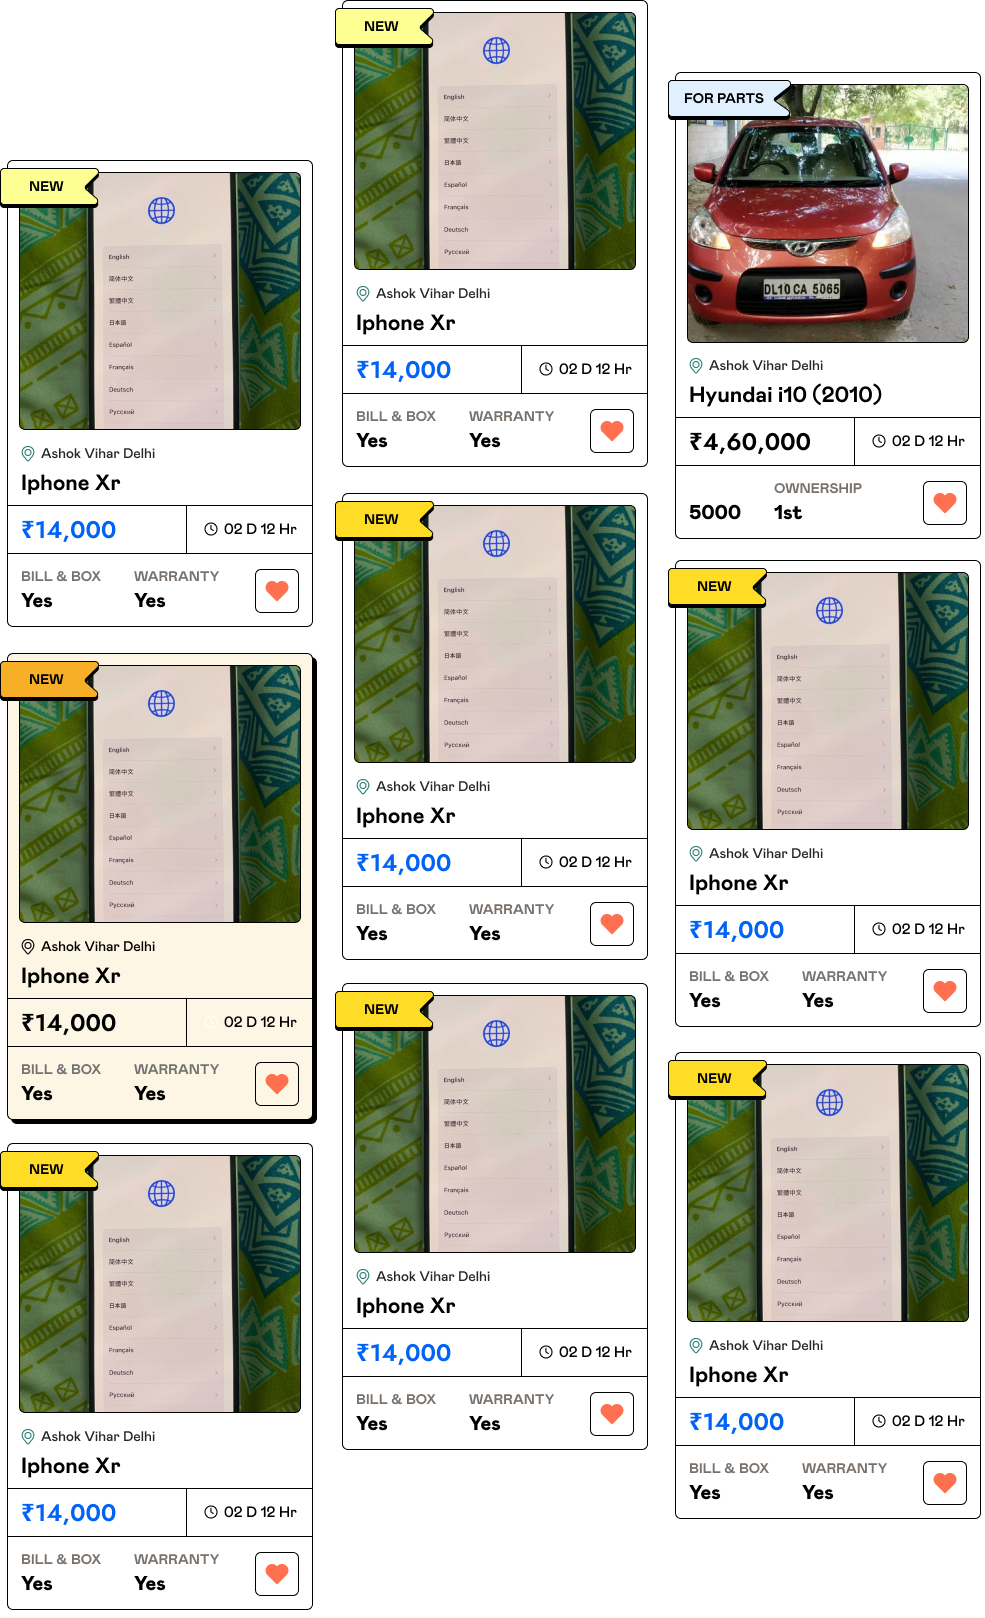 NEW
English
简体中文
繁體中文
日本語
Español
Français
Deutsch
Русский
Ashok Vihar Delhi
Iphone Xr
₹14,000
02 D 12 Hr
BILL & BOX
WARRANTY
Yes
Yes
NEW
English
简体中文
繁體中文
日本語
Español
Français
Deutsch
Русский
Ashok Vihar Delhi
Iphone Xr
₹14,000
02 D 12 Hr
BILL & BOX
WARRANTY
Yes
Yes
NEW
English
简体中文
繁體中文
日本語
Español
Français
Deutsch
Русский
Ashok Vihar Delhi
Iphone Xr
₹14,000
02 D 12 Hr
BILL & BOX
WARRANTY
Yes
Yes
NEW
English
简体中文
繁體中文
日本語
Español
Français
Deutsch
Русский
Ashok Vihar Delhi
Iphone Xr
₹14,000
02 D 12 Hr
BILL & BOX
WARRANTY
Yes
Yes
NEW
English
简体中文
繁體中文
日本語
Español
Français
Deutsch
Русский
Ashok Vihar Delhi
Iphone Xr
₹14,000
02 D 12 Hr
BILL & BOX
WARRANTY
Yes
Yes
NEW
English
简体中文
繁體中文
日本語
Español
Français
Deutsch
Русский
Ashok Vihar Delhi
Iphone Xr
₹14,000
02 D 12 Hr
BILL & BOX
WARRANTY
Yes
Yes
FOR PARTS
DL10 CA 5065
Ashok Vihar Delhi
Hyundai i10 (2010)
₹4,60,000
02 D 12 Hr
OWNERSHIP
5000
1st
NEW
English
简体中文
繁體中文
日本語
Español
Français
Deutsch
Русский
Ashok Vihar Delhi
Iphone Xr
₹14,000
02 D 12 Hr
BILL & BOX
WARRANTY
Yes
Yes
NEW
English
简体中文
繁體中文
日本語
Español
Français
Deutsch
Русский
Ashok Vihar Delhi
Iphone Xr
₹14,000
02 D 12 Hr
BILL & BOX
WARRANTY
Yes
Yes